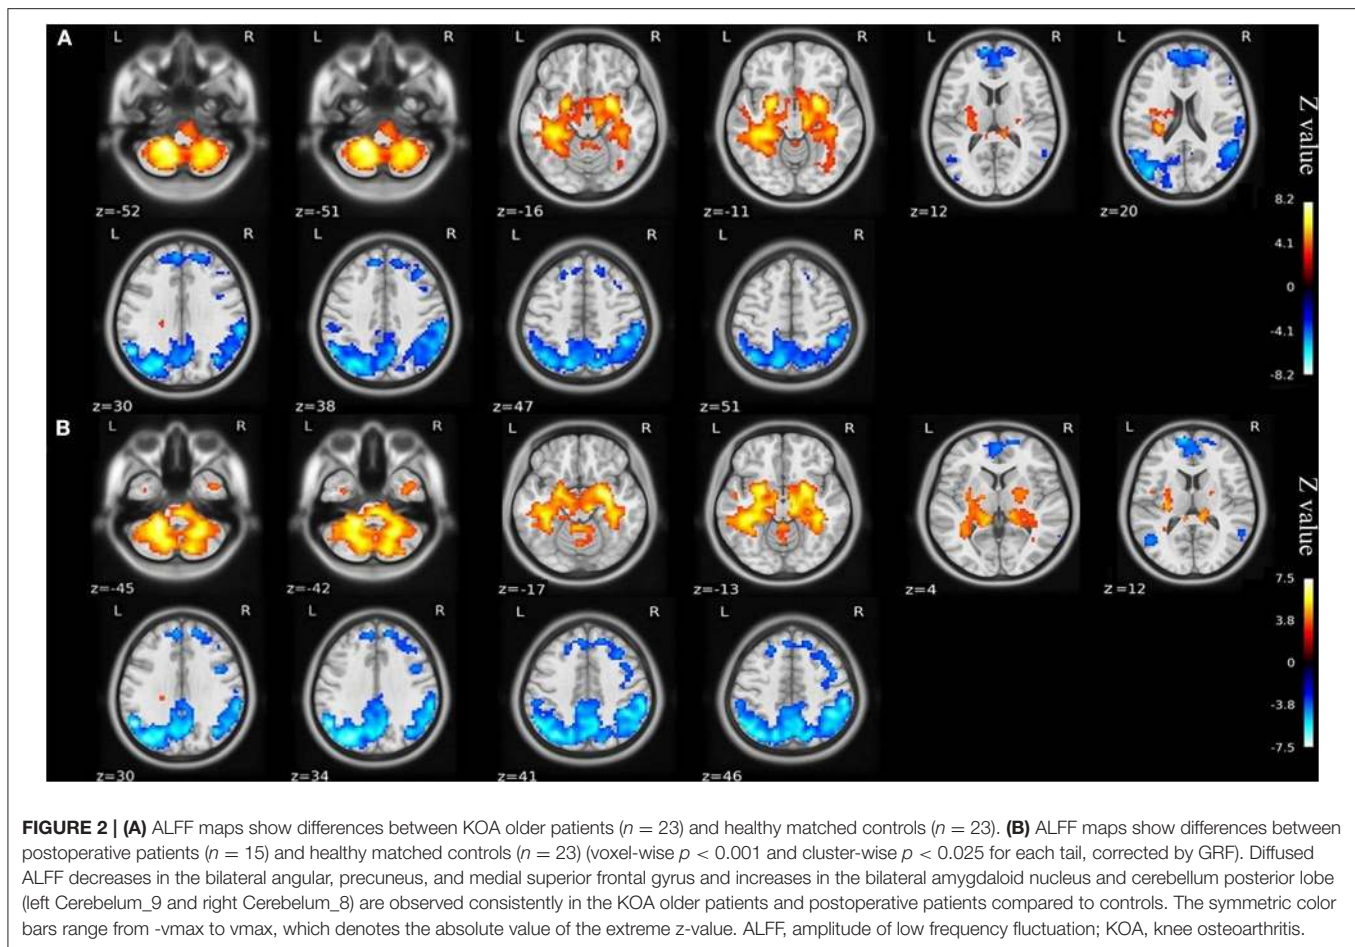 A
L R L R L R L R L R L R
z=-52 z=-51 z=-16 z=-11 z=12 z=20
Z value
8.2
4.1
0
-4.1
-8.2
L R L R L R L R
z=30 z=38 z=47 z=51
B
L R L R L R L R L R L R
z=-45 z=-42 z=-17 z=-13 z=4 z=12
Z value
7.5
3.8
0
-3.8
-7.5
L R L R L R L R
z=30 z=34 z=41 z=46
FIGURE 2 | (A) ALFF maps show differences between KOA older patients (n = 23) and healthy matched controls (n = 23). (B) ALFF maps show differences between
postoperative patients (n = 15) and healthy matched controls (n = 23) (voxel-wise p < 0.001 and cluster-wise p < 0.025 for each tail, corrected by GRF). Diffused
ALFF decreases in the bilateral angular, precuneus, and medial superior frontal gyrus and increases in the bilateral amygdaloid nucleus and cerebellum posterior lobe
(left Cerebelum_9 and right Cerebelum_8) are observed consistently in the KOA older patients and postoperative patients compared to controls. The symmetric color
bars range from -vmax to vmax, which denotes the absolute value of the extreme z-value. ALFF, amplitude of low frequency fluctuation; KOA, knee osteoarthritis.